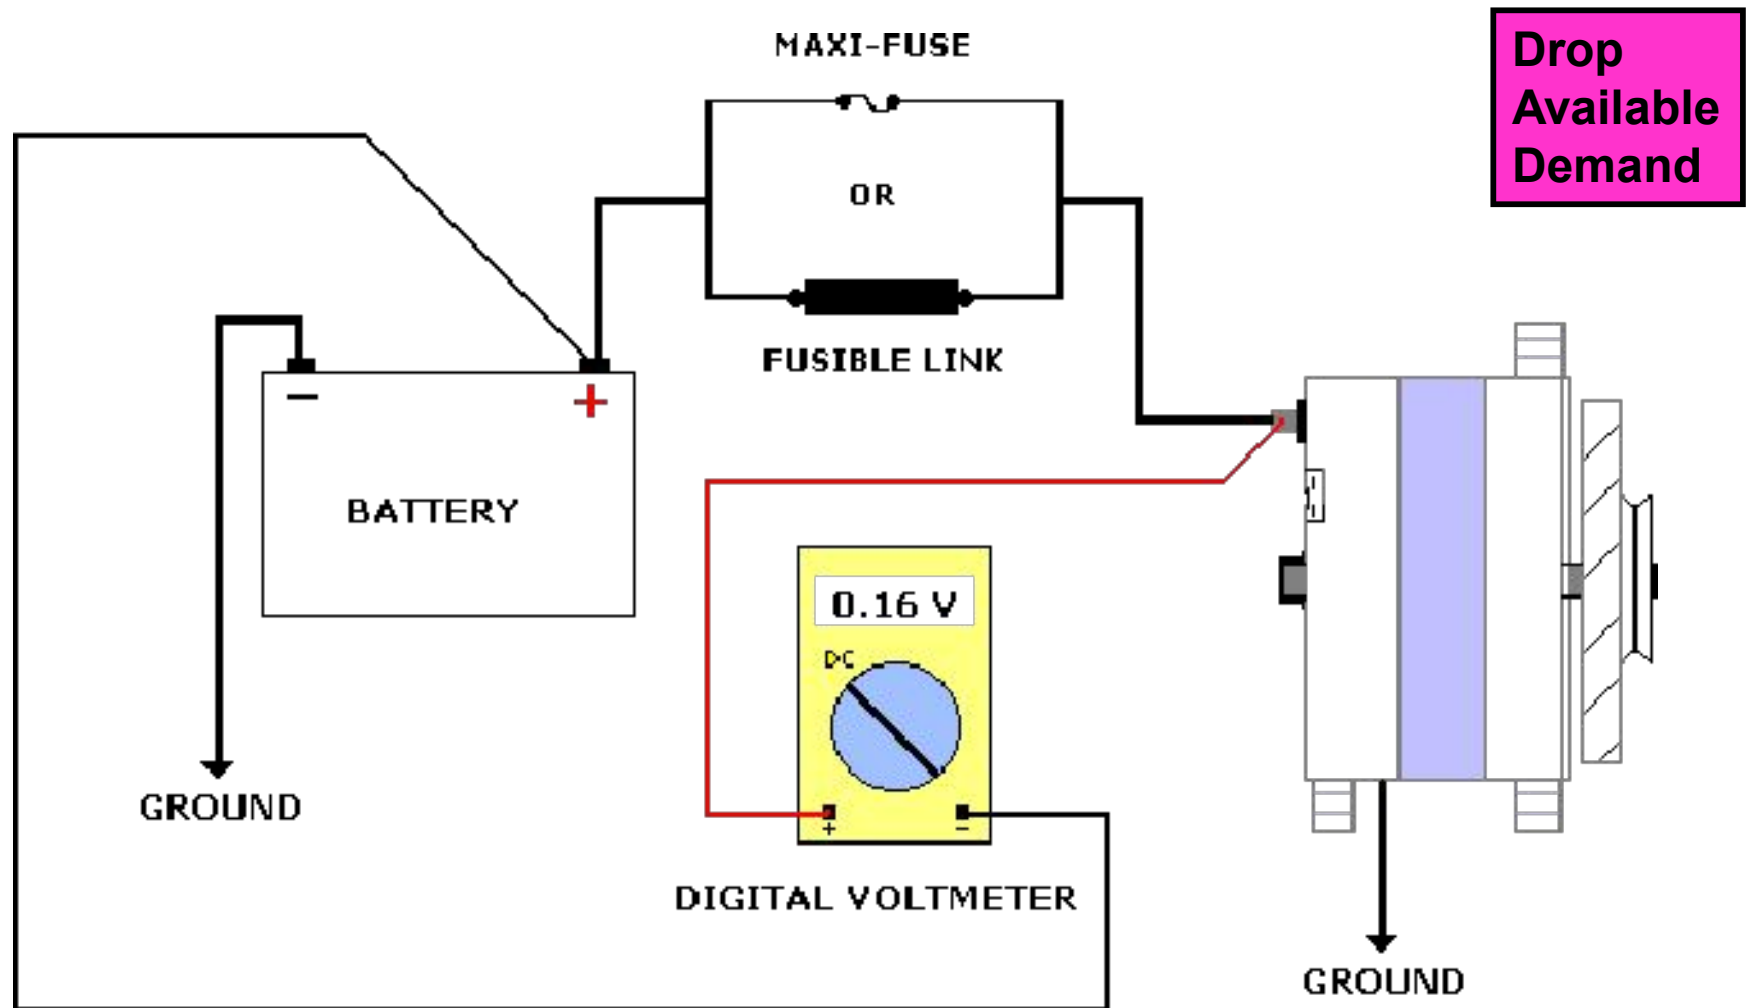 MAXI-FUSE
Drop
Available
Demand
OR
FUSIBLE LINK
− +
BATTERY
0.16 V
DC
+ −
GROUND
DIGITAL VOLTMETER
GROUND